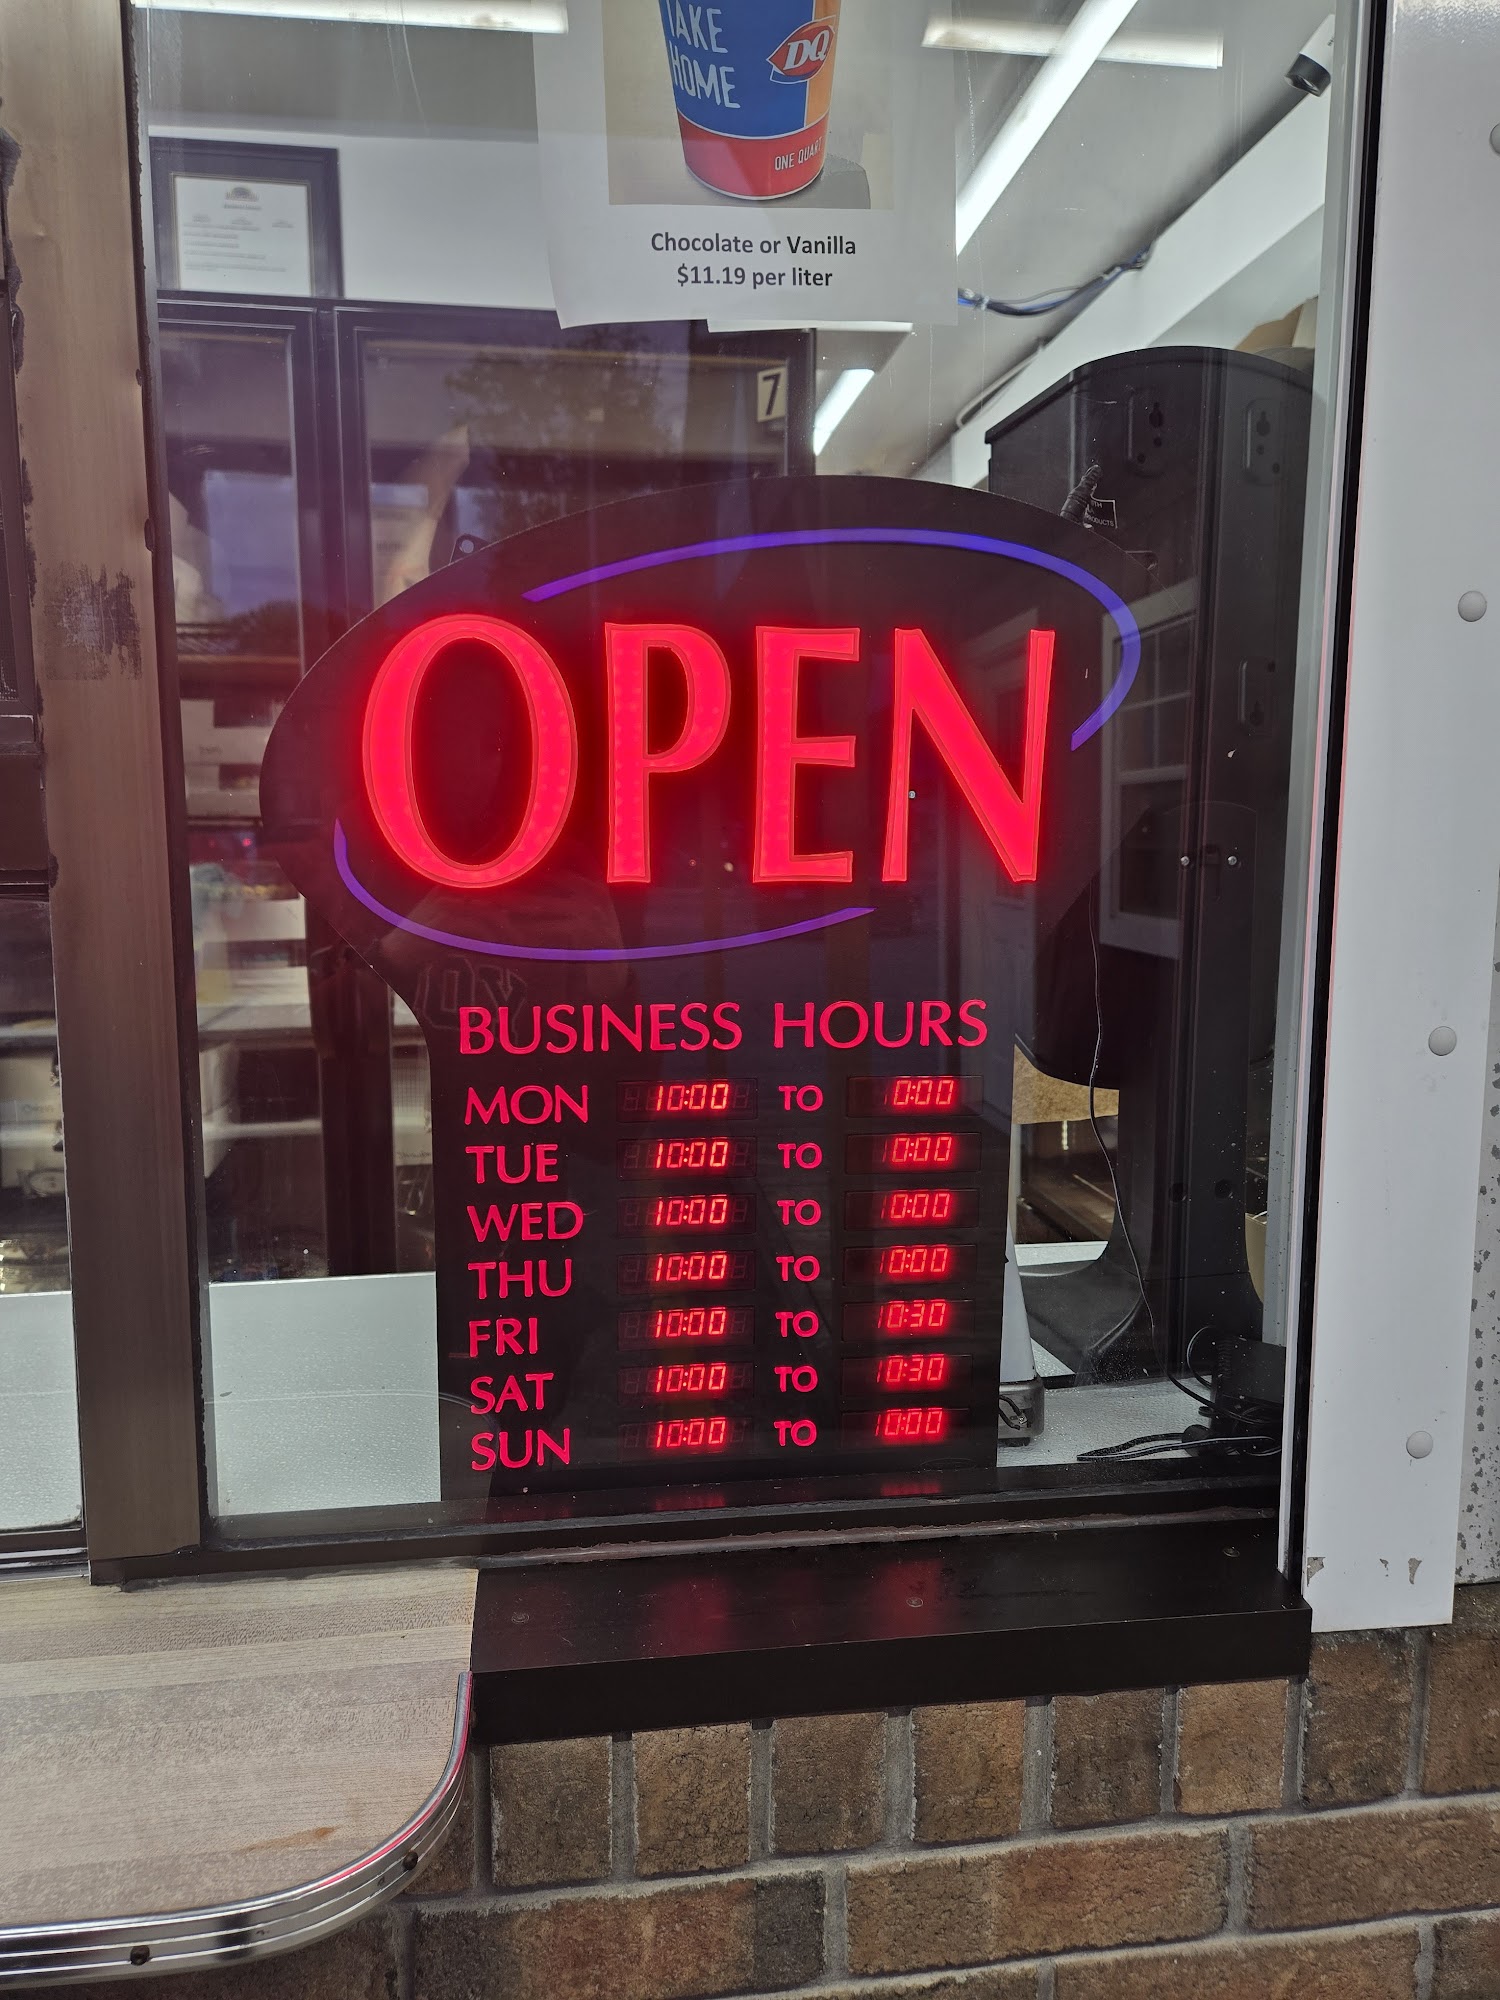 TAKE
HOME
DQ
ONE QUART
Chocolate or Vanilla
$11.19 per liter
7
OPEN
BUSINESS HOURS
MON 10:00 TO 0:00
TUE 10:00 TO 10:00
WED 10:00 TO 10:00
THU 10:00 TO 10:00
FRI 10:00 TO 10:30
SAT 10:00 TO 10:30
SUN 10:00 TO 10:00